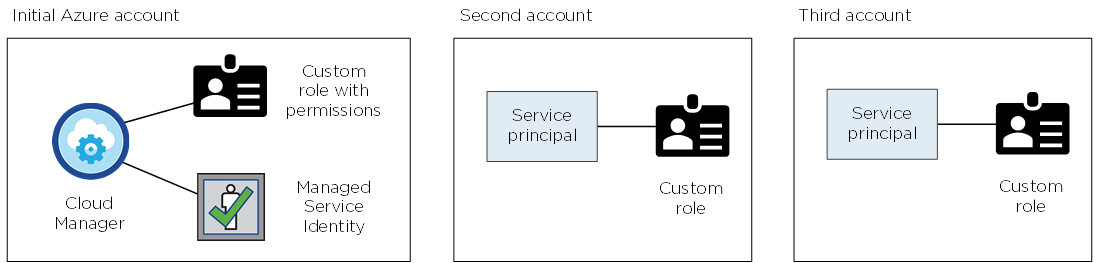 Initial Azure account
Custom
role with
permissions
Cloud
Manager
Managed
Service
Identity
Second account
Service
principal
Custom
role
Third account
Service
principal
Custom
role